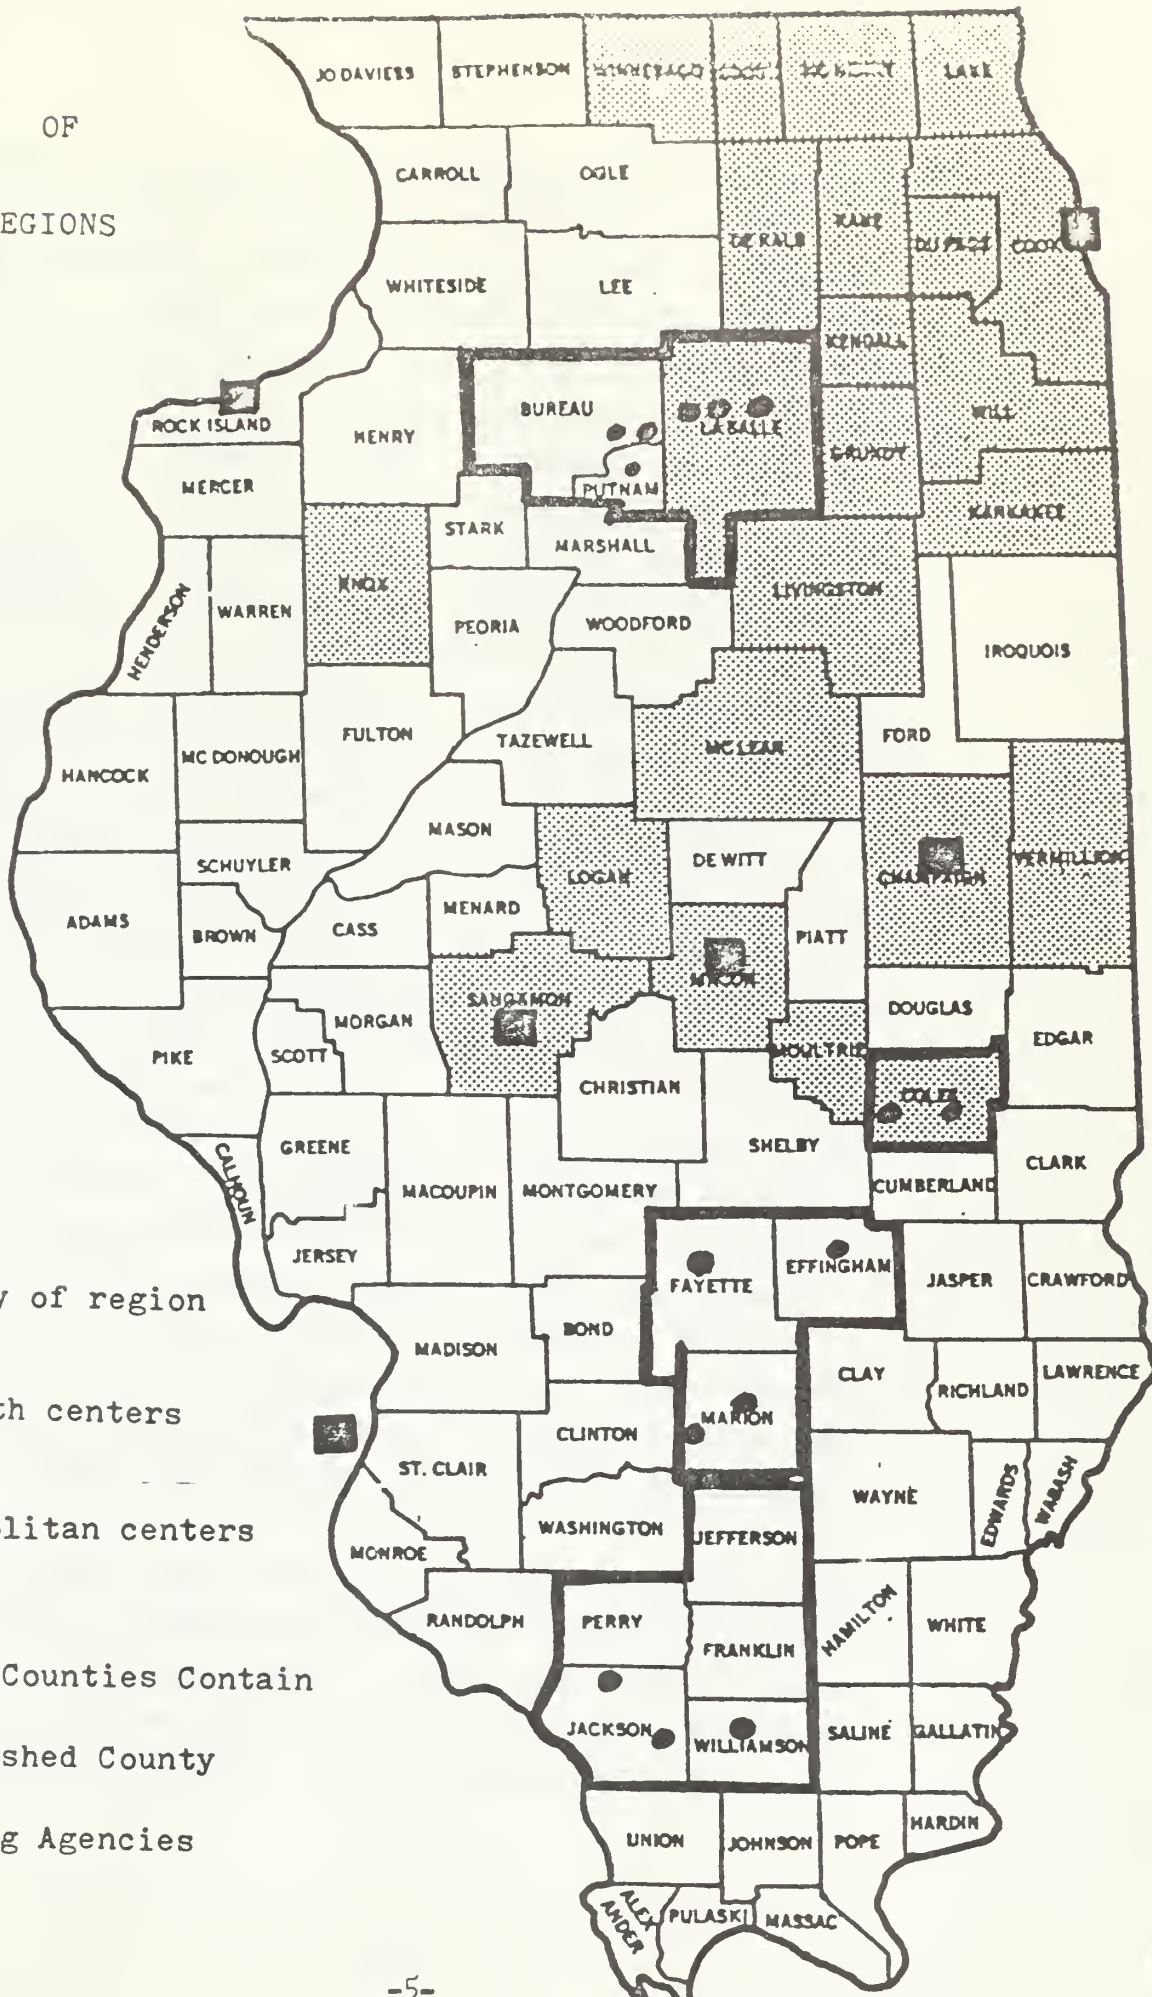 OF
EGIONS
JO DAVIESS
STEPHENSON
WINNEBAGO
MC HENRY
LAKE
CARROLL
OGLE
DE KALB
KANE
DU PAGE
COOK
WHITESIDE
LEE
KENDALL
ROCK ISLAND
HENRY
BUREAU
LA SALLE
WILL
GRUNDY
MERCER
PUTNAM
KANKAKEE
STARK
MARSHALL
KNOX
LIVINGSTON
HENDERSON
WARREN
PEORIA
WOODFORD
IROQUOIS
HANCOCK
MC DONOUGH
FULTON
TAZEWELL
MC LEAN
FORD
MASON
SCHUYLER
LOGAN
DE WITT
CHAMPAIGN
VERMILLION
ADAMS
BROWN
CASS
MENARD
PIATT
MACON
SANGAMON
MORGAN
DOUGLAS
EDGAR
PIKE
SCOTT
CHRISTIAN
MOULTRIE
COLES
SHELBY
CALHOUN
GREENE
MACOUPIN
MONTGOMERY
CUMBERLAND
CLARK
JERSEY
FAYETTE
EFFINGHAM
JASPER
CRAWFORD
y of region
MADISON
BOND
CLAY
RICHLAND
LAWRENCE
th centers
CLINTON
MARION
ST. CLAIR
WAYNE
EDWARDS
WABASH
litan centers
WASHINGTON
JEFFERSON
MONROE
RANDOLPH
PERRY
FRANKLIN
HAMILTON
WHITE
Counties Contain
JACKSON
WILLIAMSON
SALINE
GALLATIN
shed County
g Agencies
UNION
JOHNSON
POPE
HARDIN
ALEX
ANDER
PULASKI
MASSAC
-5-